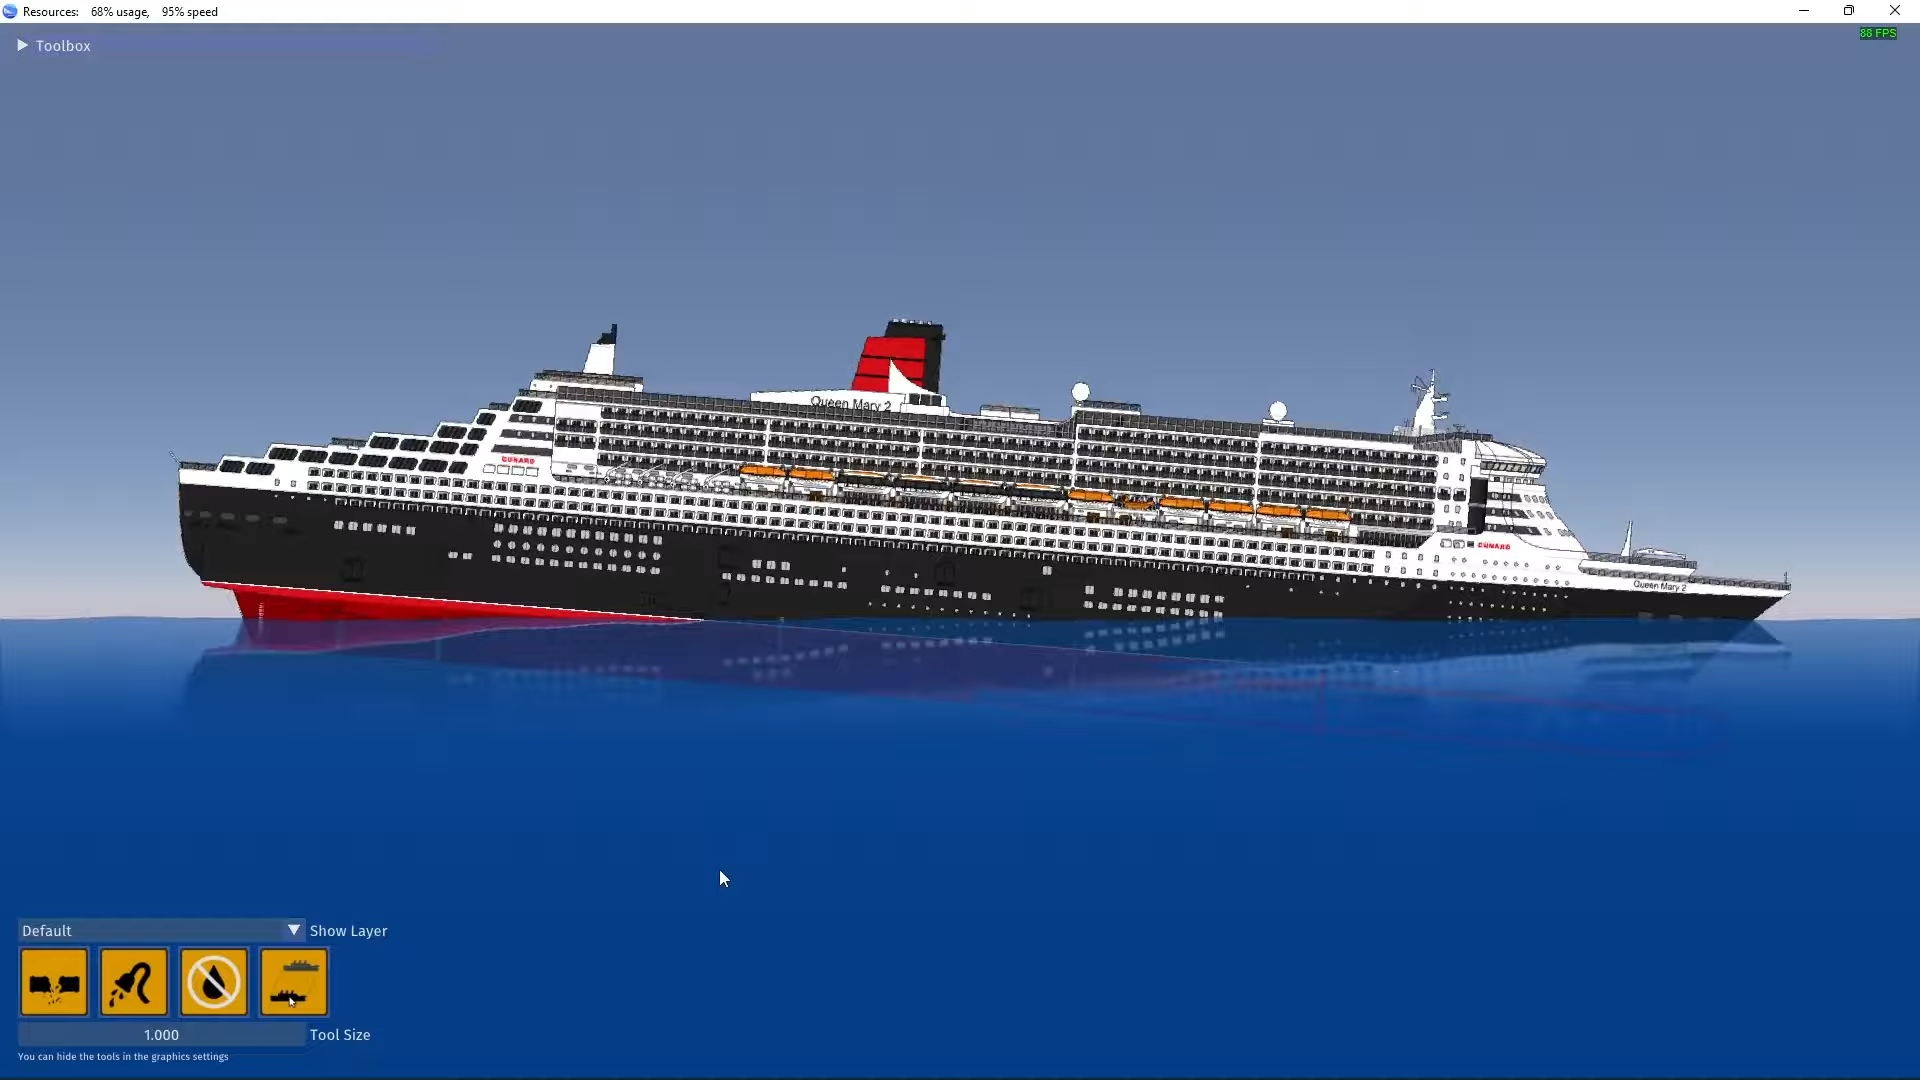 Resources: 68% usage, 95% speed
88 FPS
Toolbox
Queen Mary 2
CUNARD
CUNARD
Queen Mary 2
Default
Show Layer
1.000
Tool Size
You can hide the tools in the graphics settings